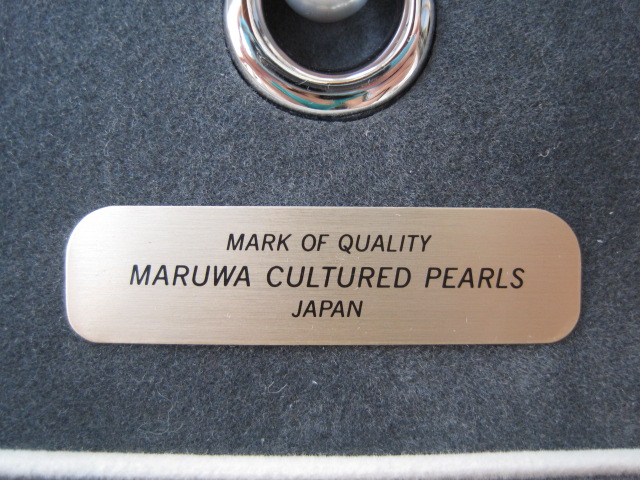 MARK OF QUALITY
MARUWA CULTURED PEARLS
JAPAN